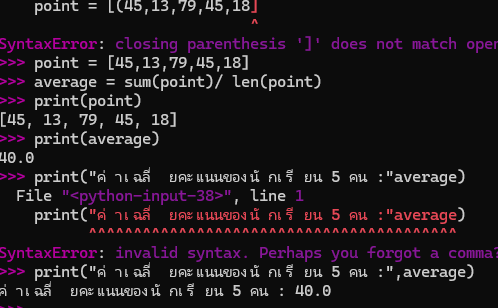 point = [(45,13,79,45,18]
^
SyntaxError: closing parenthesis ']' does not match open
>>> point = [45,13,79,45,18]
>>> average = sum(point)/ len(point)
>>> print(point)
[45, 13, 79, 45, 18]
>>> print(average)
40.0
>>> print("ค่าเฉลี่ยคะแนนของนักเรียน 5 คน :"average)
File "<python-input-38>", line 1
print("ค่าเฉลี่ยคะแนนของนักเรียน 5 คน :"average)
^^^^^^^^^^^^^^^^^^^^^^^^^^^^^^^^^^^^^^^^^
SyntaxError: invalid syntax. Perhaps you forgot a comma?
>>> print("ค่าเฉลี่ยคะแนนของนักเรียน 5 คน :",average)
ค่าเฉลี่ยคะแนนของนักเรียน 5 คน : 40.0
>>>